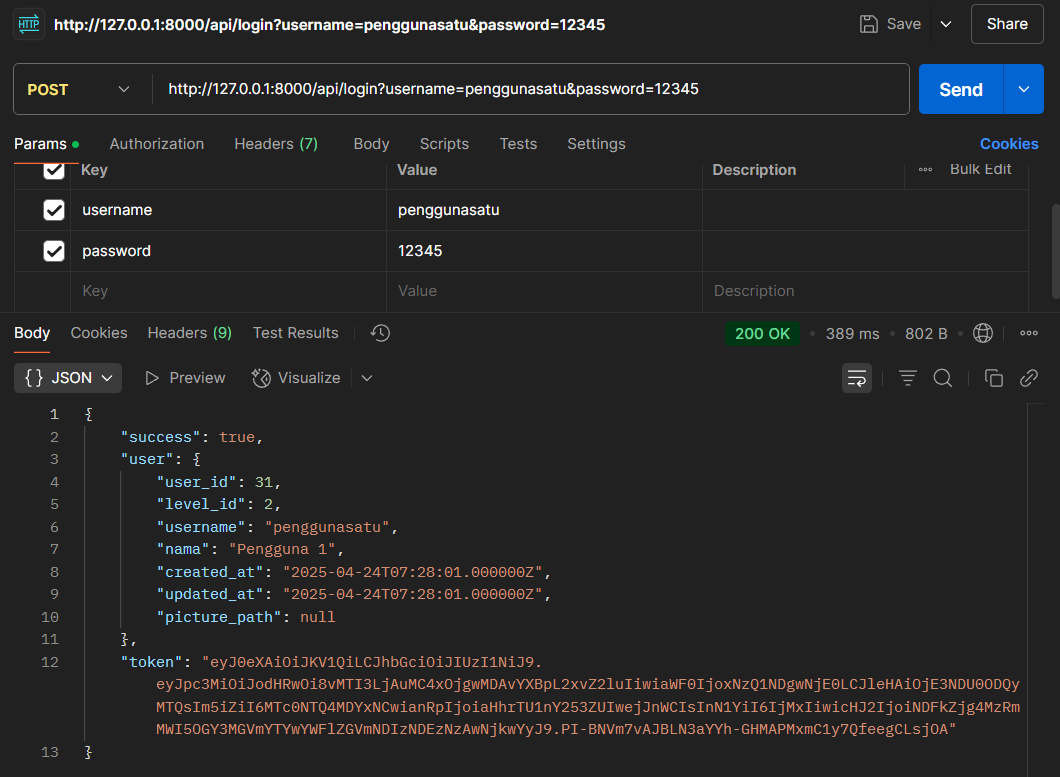 HTTP http://127.0.0.1:8000/api/login?username=penggunasatu&password=12345 Save Share
POST http://127.0.0.1:8000/api/login?username=penggunasatu&password=12345 Send
Params Authorization Headers (7) Body Scripts Tests Settings Cookies
Key Value Description Bulk Edit
username penggunasatu
password 12345
Key Value Description
Body Cookies Headers (9) Test Results 200 OK 389 ms 802 B
{} JSON Preview Visualize
1 {
2 "success": true,
3 "user": {
4 "user_id": 31,
5 "level_id": 2,
6 "username": "penggunasatu",
7 "nama": "Pengguna 1",
8 "created_at": "2025-04-24T07:28:01.000000Z",
9 "updated_at": "2025-04-24T07:28:01.000000Z",
10 "picture_path": null
11 },
12 "token": "eyJ0eXAiOiJKV1QiLCJhbGciOiJIUzI1NiJ9.
eyJpc3MiOiJodHRwOi8vMTI3LjAuMC4xOjgwMDAvYXBpL2xvZ2luIiwiaWF0IjoxNzQ1NDgwNjE0LCJleHAiOjE3NDU0ODQy
MTQsIm5iZiI6MTc0NTQ4MDYxNCwianRpIjoiaHhrTU1nY253ZUIwejJnWCIsInN1YiI6IjMxIiwicHJ2IjoiNDFkZjg4MzRm
MWI5OGY3MGVmYTYwYWFlZGVmNDIzNDEzNzAwNjkwYyJ9.PI-BNVm7vAJBLN3aYYh-GHMAPMxmC1y7QfeegCLsjOA"
13 }